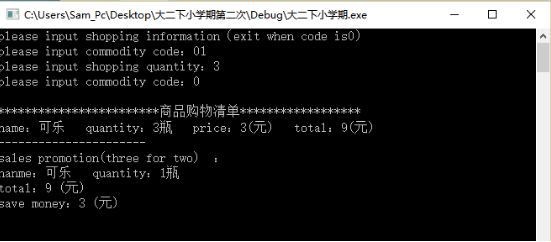 C:\Users\Sam_Pc\Desktop\大二下小学期第二次\Debug\大二下小学期.exe
please input shopping information (exit when code is0)
please input commodity code: 01
please input shopping quantity: 3
please input commodity code: 0
************************商品购物清单******************
name: 可乐 quantity: 3瓶 price: 3(元) total: 9(元)
----------------------
sales promotion(three for two) :
nanme: 可乐 quantity: 1瓶
total: 9 (元)
save money: 3 (元)